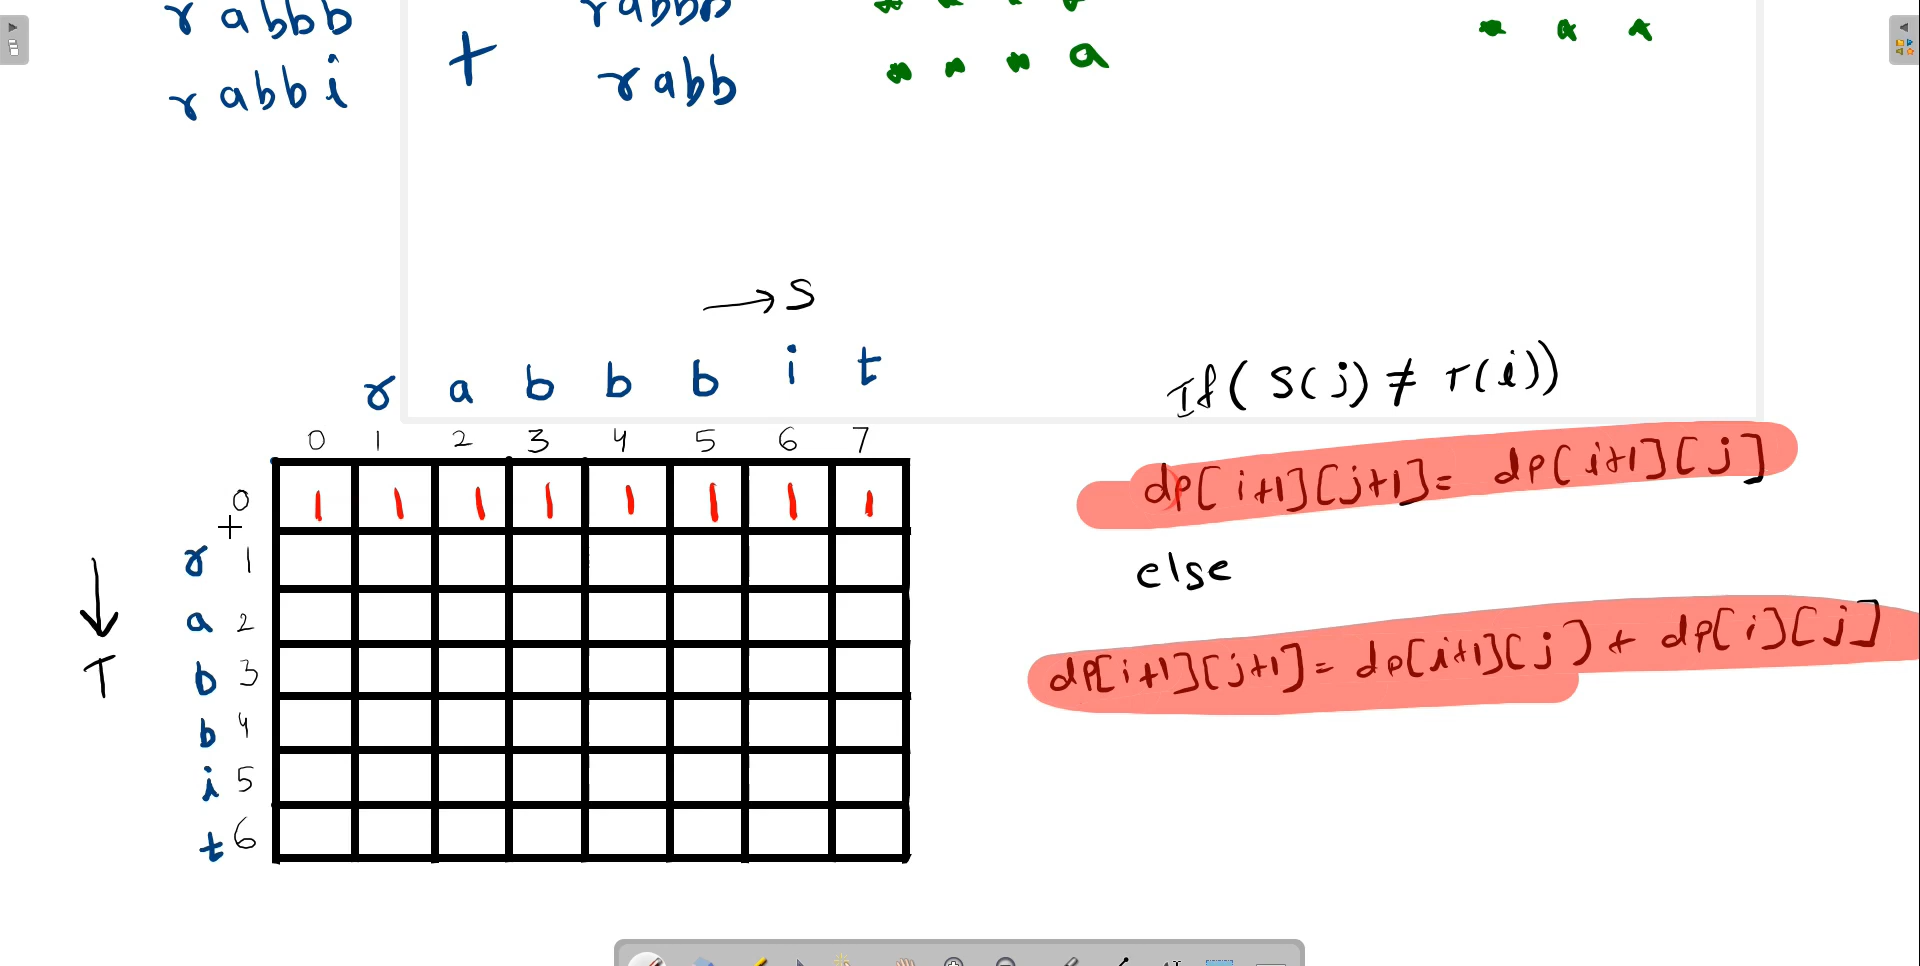 rabbb rabbb
rabbi + rabb a a a
→ S
r a b b b i t
0 1 2 3 4 5 6 7
0 1 1 1 1 1 1 1 1
r 1
a 2
b 3
b 4
i 5
t 6
↓
T
If( S(j) ≠ T(i))
dp[i+1][j+1]= dp[i+1][j]
else
dp[i+1][j+1]= dp[i+1][j] + dp[i][j]